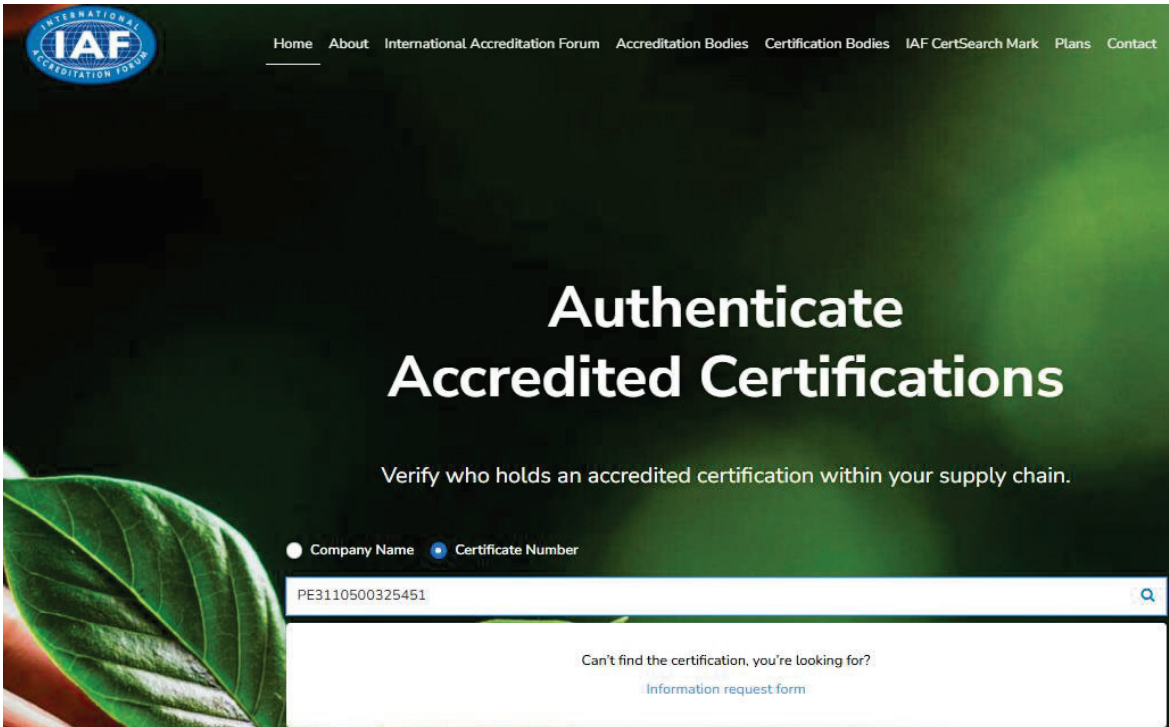 INTERNATIONAL
IAF
ACCREDITATION FORUM
Home About International Accreditation Forum Accreditation Bodies Certification Bodies IAF CertSearch Mark Plans Contact
Authenticate
Accredited Certifications
Verify who holds an accredited certification within your supply chain.
Company Name Certificate Number
PE3110500325451
Can't find the certification, you're looking for?
Information request form